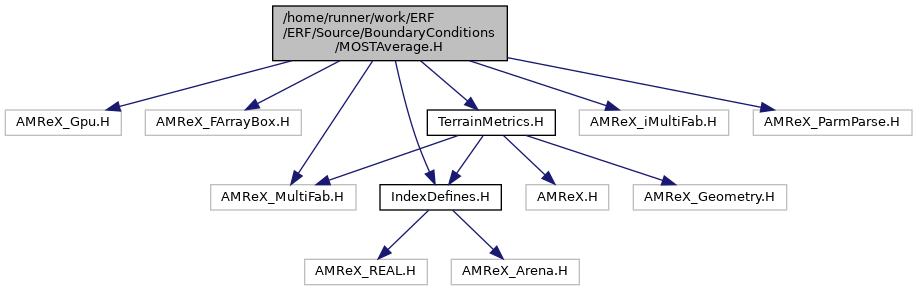 /home/runner/work/ERF
/ERF/Source/BoundaryConditions
/MOSTAverage.H
AMReX_Gpu.H
AMReX_FArrayBox.H
TerrainMetrics.H
AMReX_iMultiFab.H
AMReX_ParmParse.H
AMReX_MultiFab.H
IndexDefines.H
AMReX.H
AMReX_Geometry.H
AMReX_REAL.H
AMReX_Arena.H